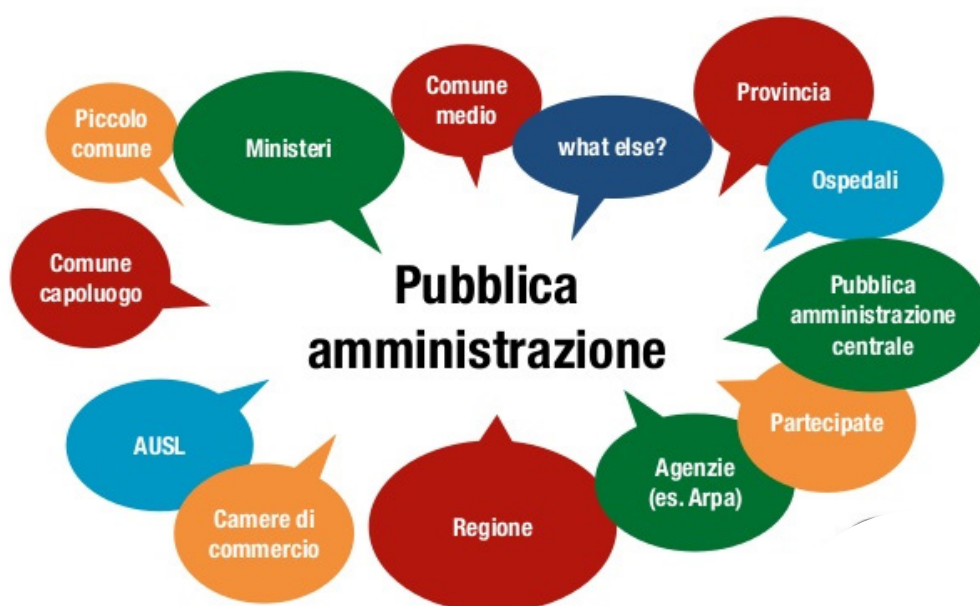 Piccolo
comune
Ministeri
Comune
medio
what else?
Provincia
Ospedali
Comune
capoluogo
Pubblica
amministrazione
Pubblica
amministrazione
centrale
AUSL
Partecipate
Camere di
commercio
Regione
Agenzie
(es. Arpa)